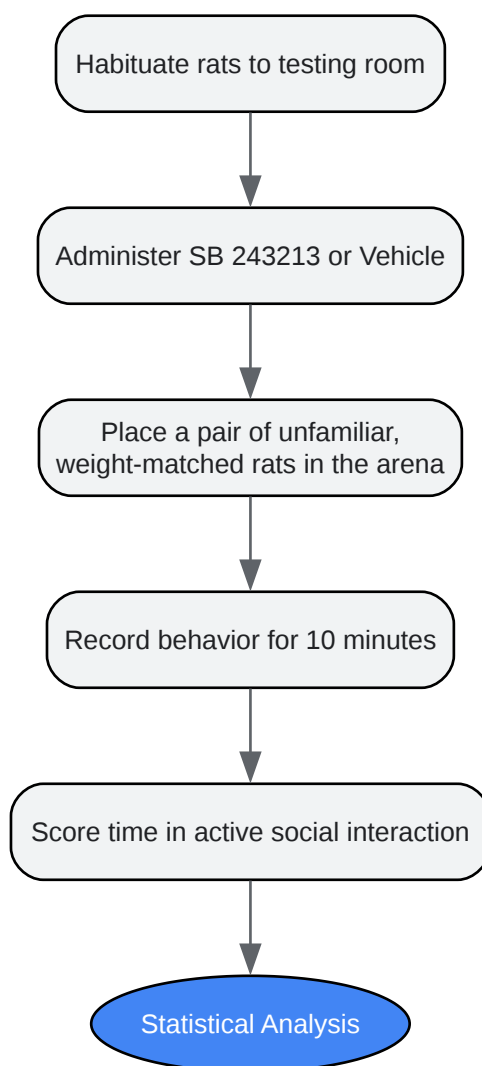 Habituate rats to testing room
Administer SB 243213 or Vehicle
Place a pair of unfamiliar,
weight-matched rats in the arena
Record behavior for 10 minutes
Score time in active social interaction
Statistical Analysis